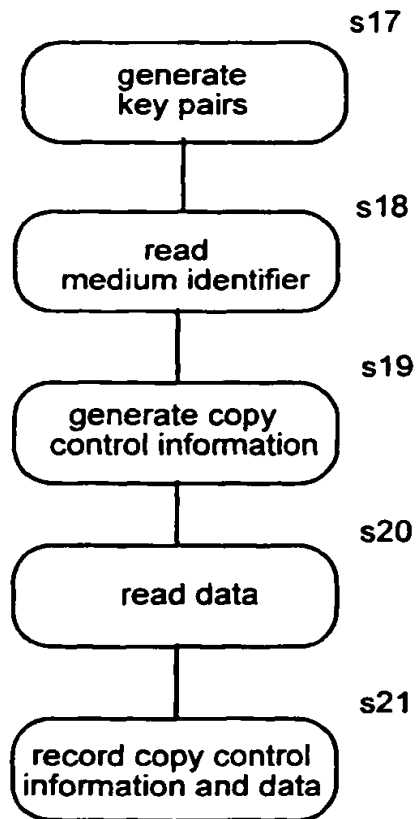 s17
generate
key pairs
s18
read
medium identifier
s19
generate copy
control information
s20
read data
s21
record copy control
information and data